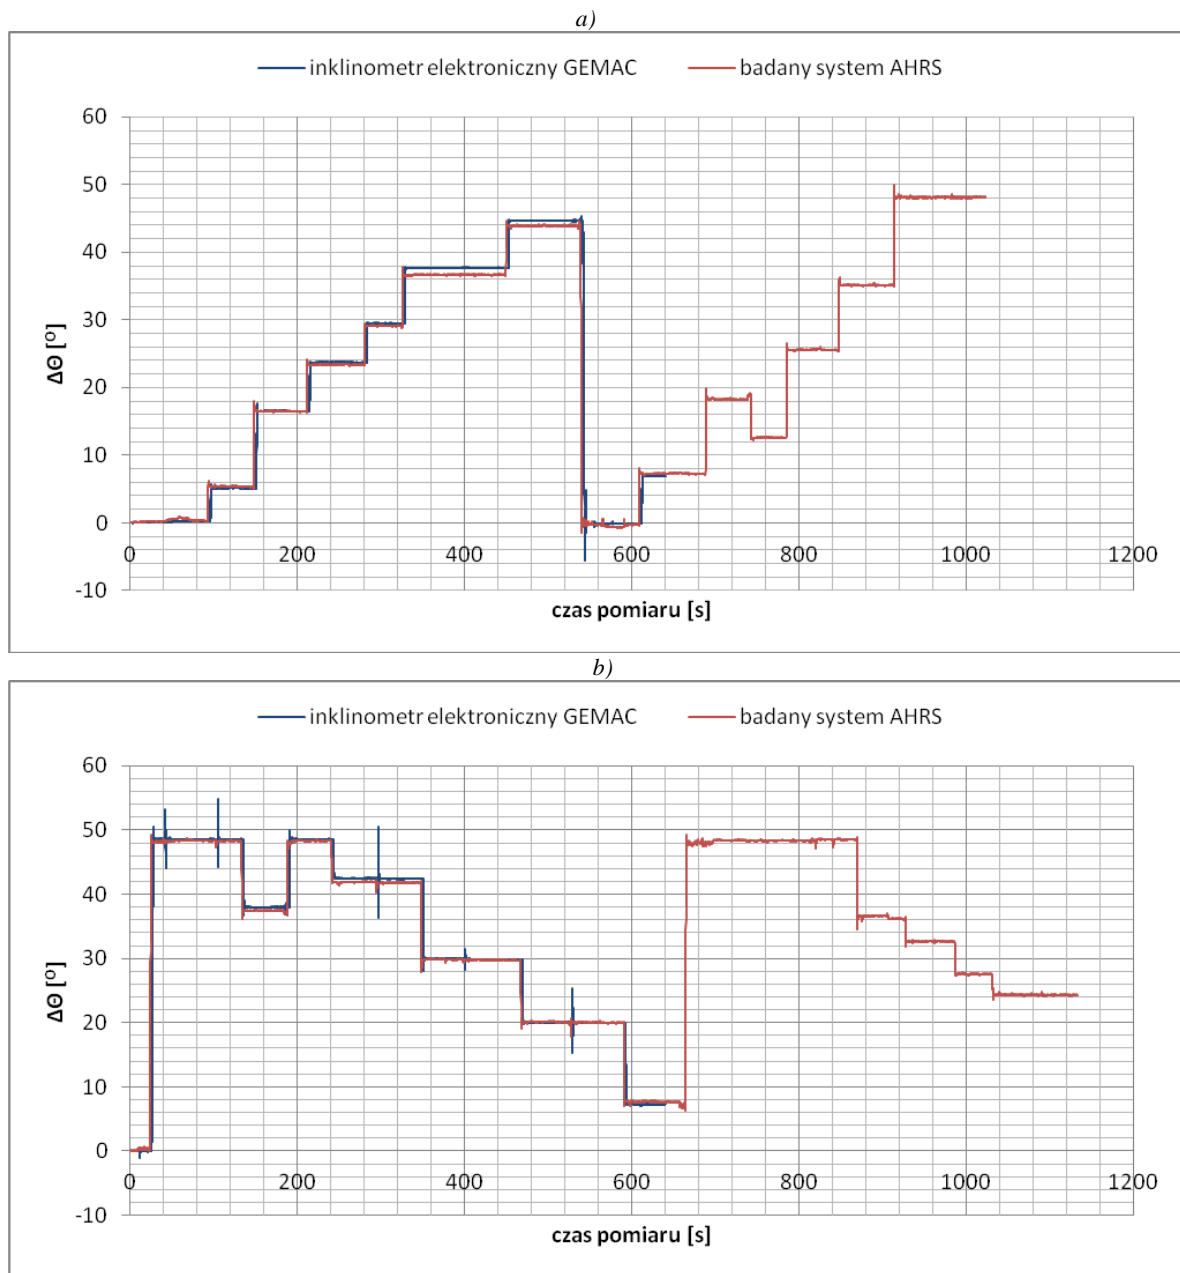 a)
inklinometr elektroniczny GEMAC badany system AHRS
60
50
40
30
20
10
0
-10
0 200 400 600 800 1000 1200
ΔΘ [º]
czas pomiaru [s]
b)
inklinometr elektroniczny GEMAC badany system AHRS
60
50
40
30
20
10
0
-10
0 200 400 600 800 1000 1200
ΔΘ [º]
czas pomiaru [s]